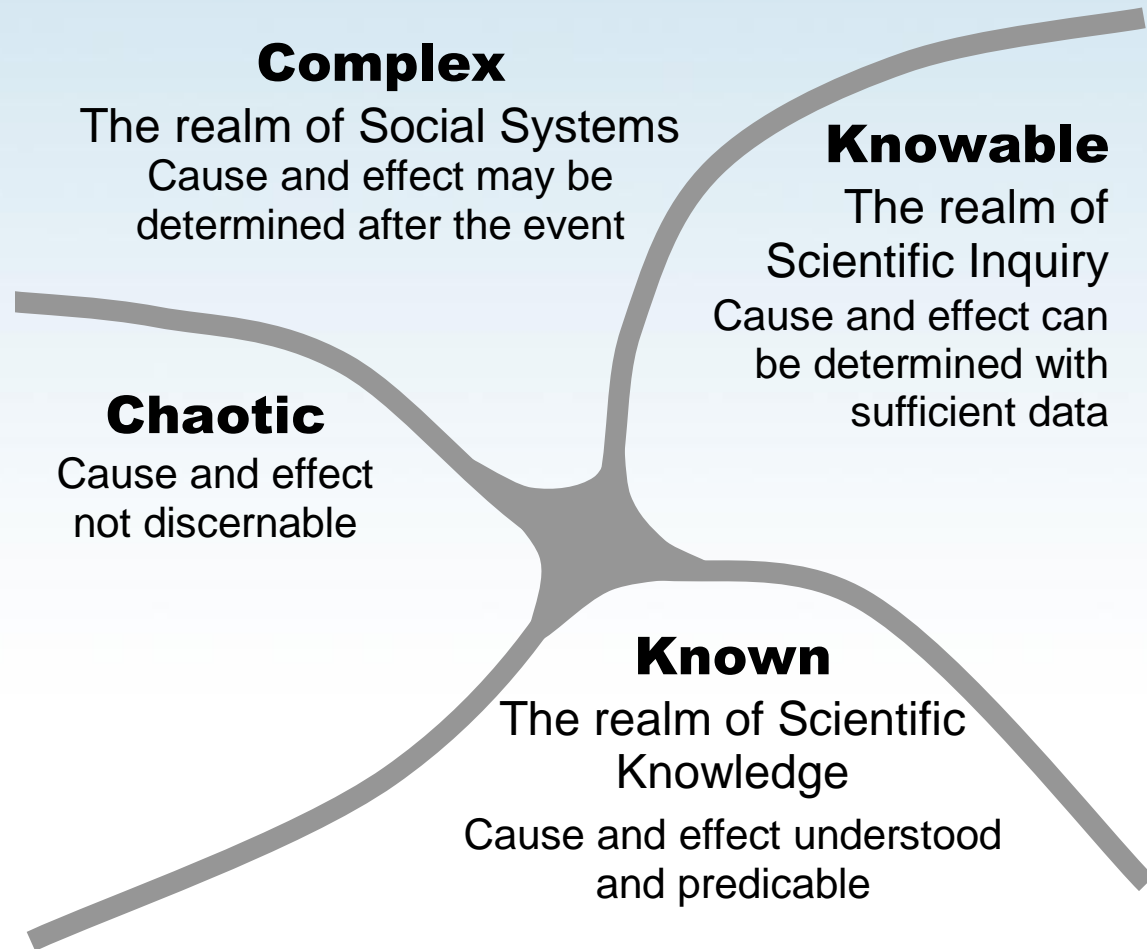 Complex
The realm of Social Systems
Cause and effect may be
determined after the event
Knowable
The realm of
Scientific Inquiry
Cause and effect can
be determined with
sufficient data
Chaotic
Cause and effect
not discernable
Known
The realm of Scientific
Knowledge
Cause and effect understood
and predicable